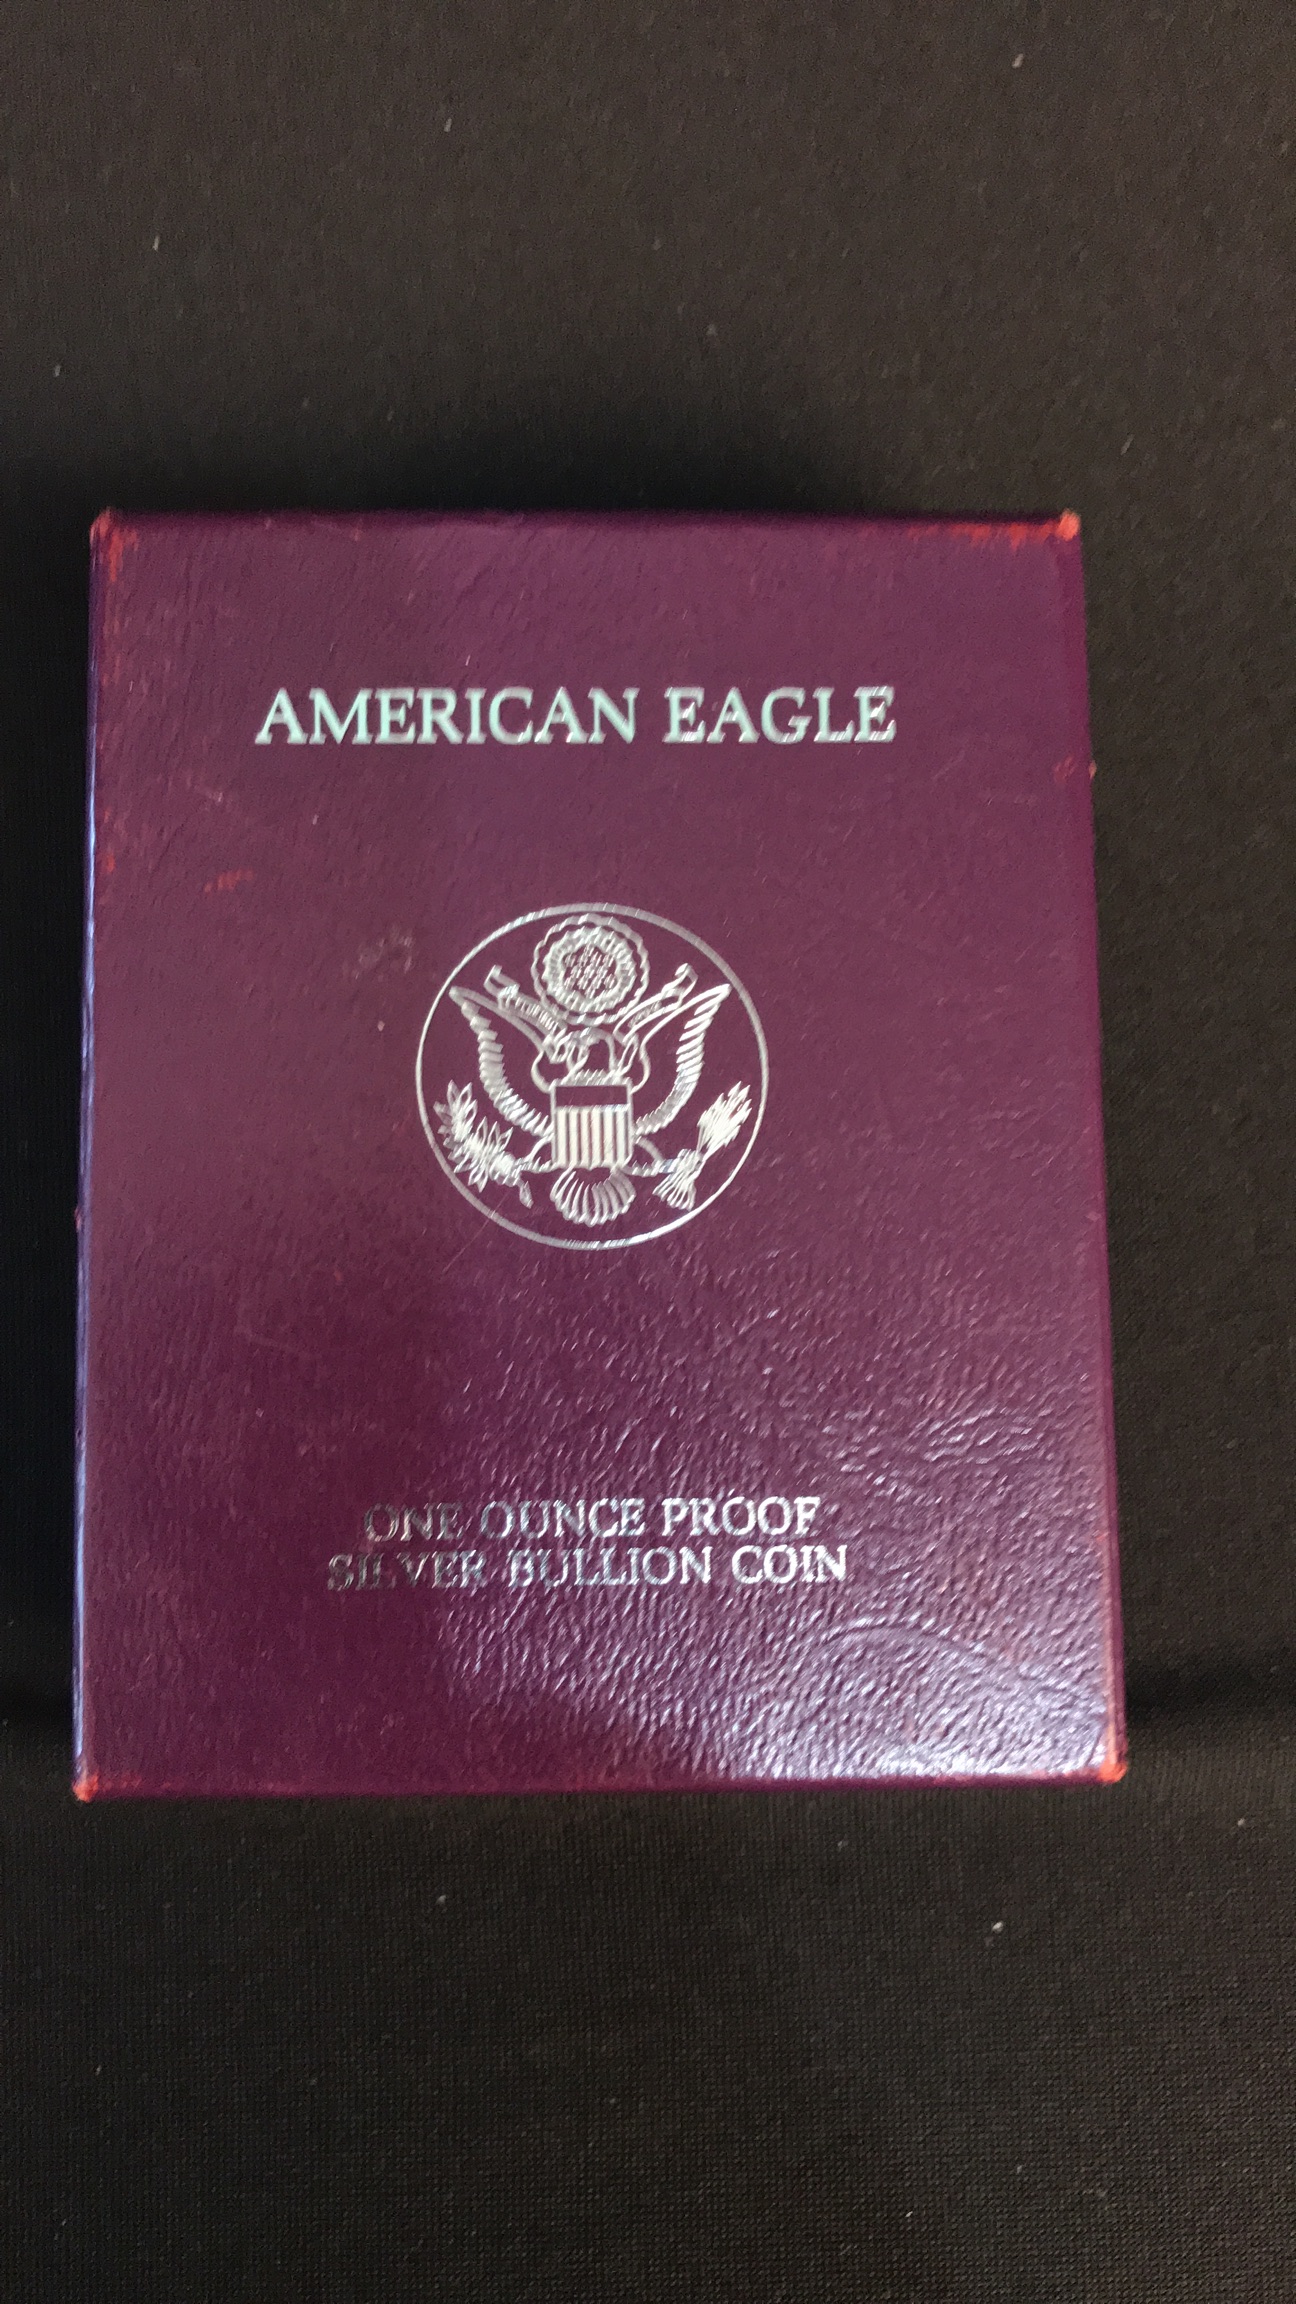 AMERICAN EAGLE
ONE OUNCE PROOF
SILVER BULLION COIN